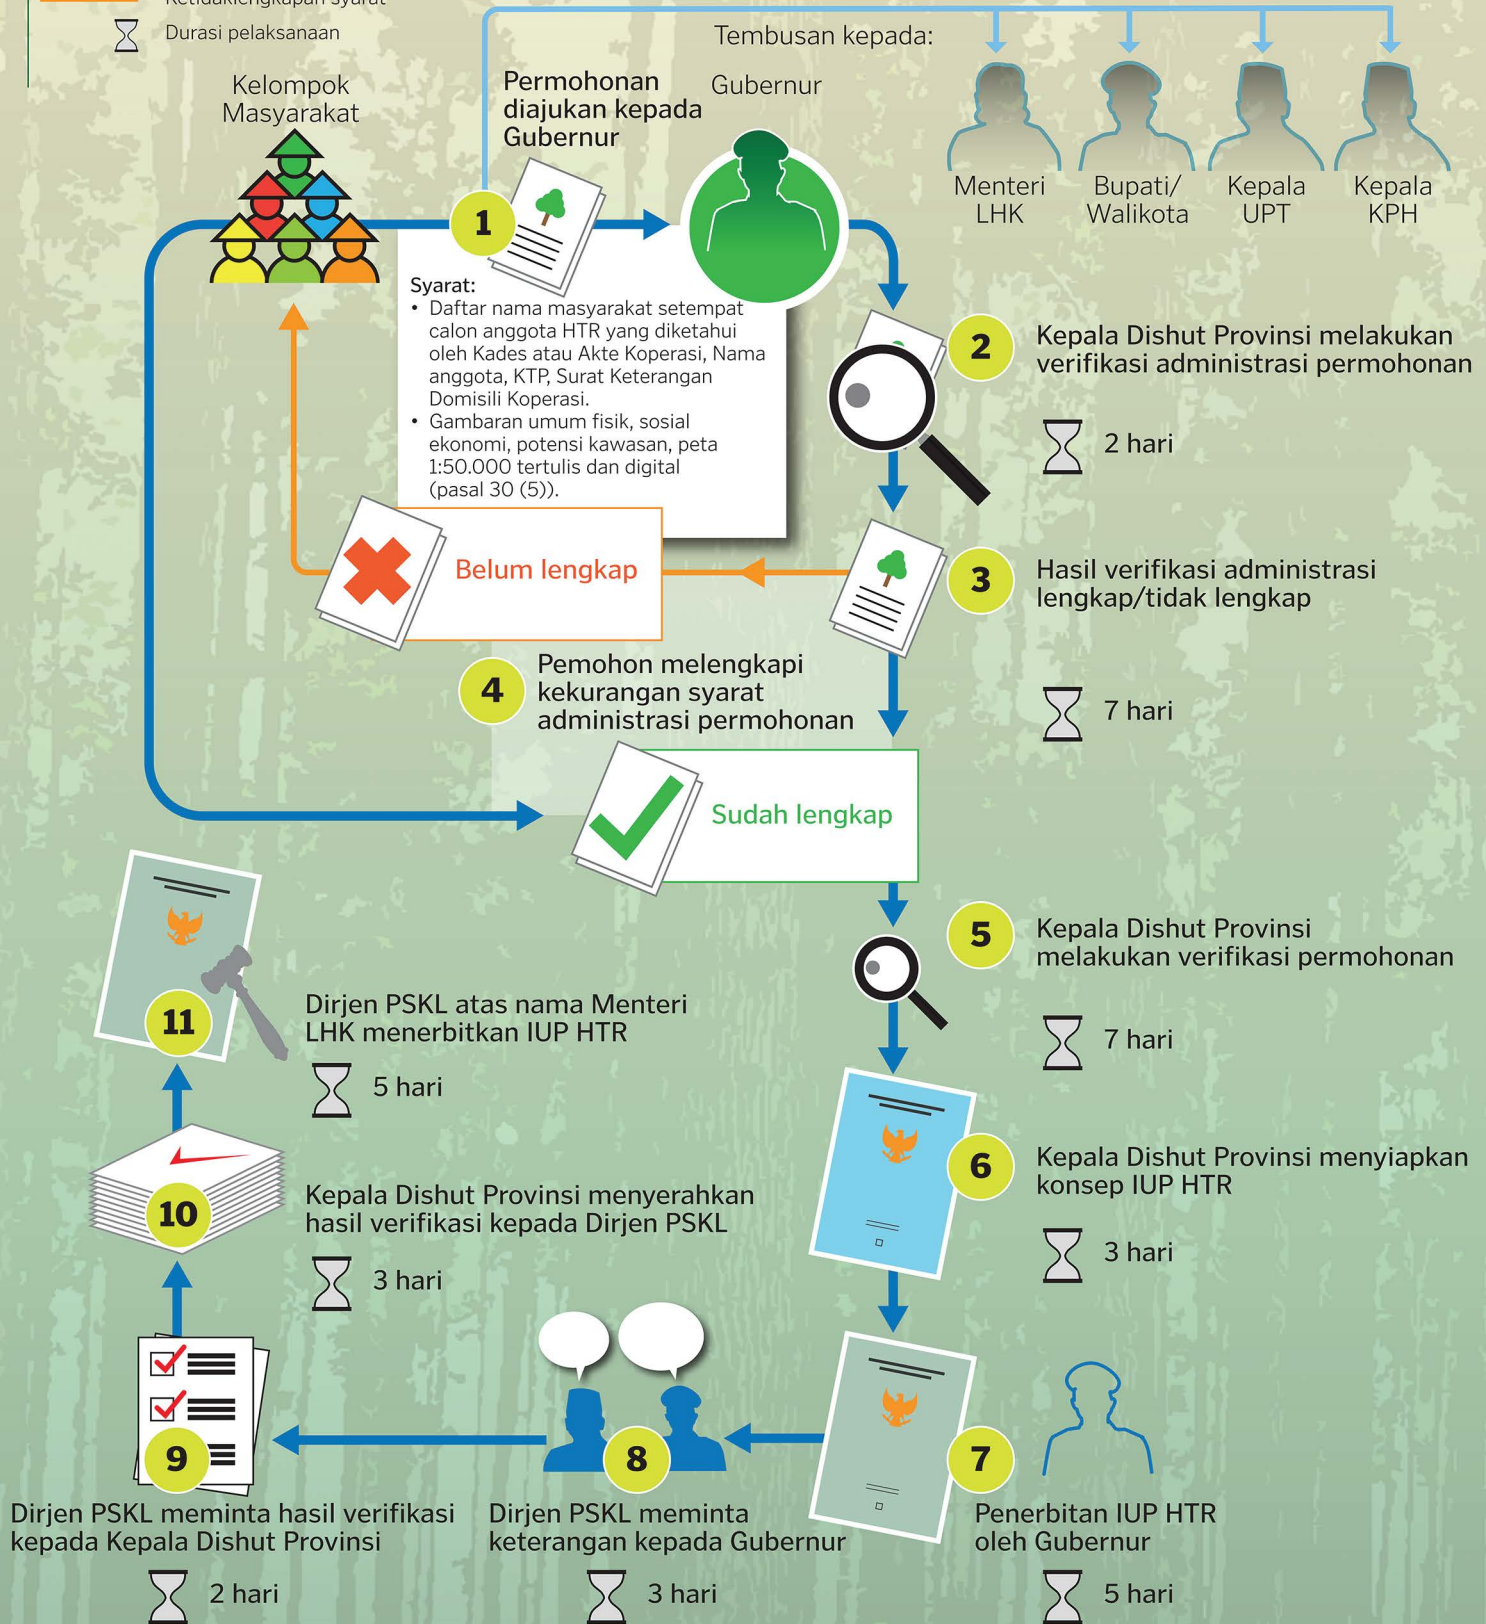 Ketidaklengkapan syarat
Durasi pelaksanaan
Tembusan kepada:
Kelompok
Masyarakat
Permohonan
diajukan kepada
Gubernur
Gubernur
Menteri
LHK
Bupati/
Walikota
Kepala
UPT
Kepala
KPH
1
Syarat:
• Daftar nama masyarakat setempat
calon anggota HTR yang diketahui
oleh Kades atau Akte Koperasi, Nama
anggota, KTP, Surat Keterangan
Domisili Koperasi.
• Gambaran umum fisik, sosial
ekonomi, potensi kawasan, peta
1:50.000 tertulis dan digital
(pasal 30 (5)).
2
Kepala Dishut Provinsi melakukan
verifikasi administrasi permohonan
2 hari
Belum lengkap
3
Hasil verifikasi administrasi
lengkap/tidak lengkap
7 hari
4
Pemohon melengkapi
kekurangan syarat
administrasi permohonan
Sudah lengkap
5
Kepala Dishut Provinsi
melakukan verifikasi permohonan
7 hari
6
Kepala Dishut Provinsi menyiapkan
konsep IUP HTR
3 hari
7
Penerbitan IUP HTR
oleh Gubernur
5 hari
8
Dirjen PSKL meminta
keterangan kepada Gubernur
3 hari
9
Dirjen PSKL meminta hasil verifikasi
kepada Kepala Dishut Provinsi
2 hari
10
Kepala Dishut Provinsi menyerahkan
hasil verifikasi kepada Dirjen PSKL
3 hari
11
Dirjen PSKL atas nama Menteri
LHK menerbitkan IUP HTR
5 hari